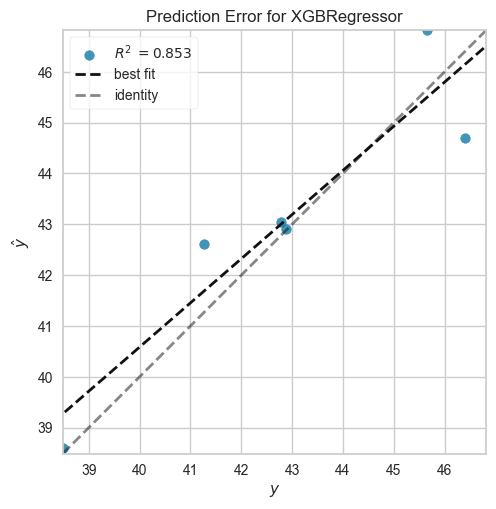 Prediction Error for XGBRegressor
R² = 0.853
best fit
identity
46
45
44
43
42
41
40
39
ŷ
39 40 41 42 43 44 45 46
y